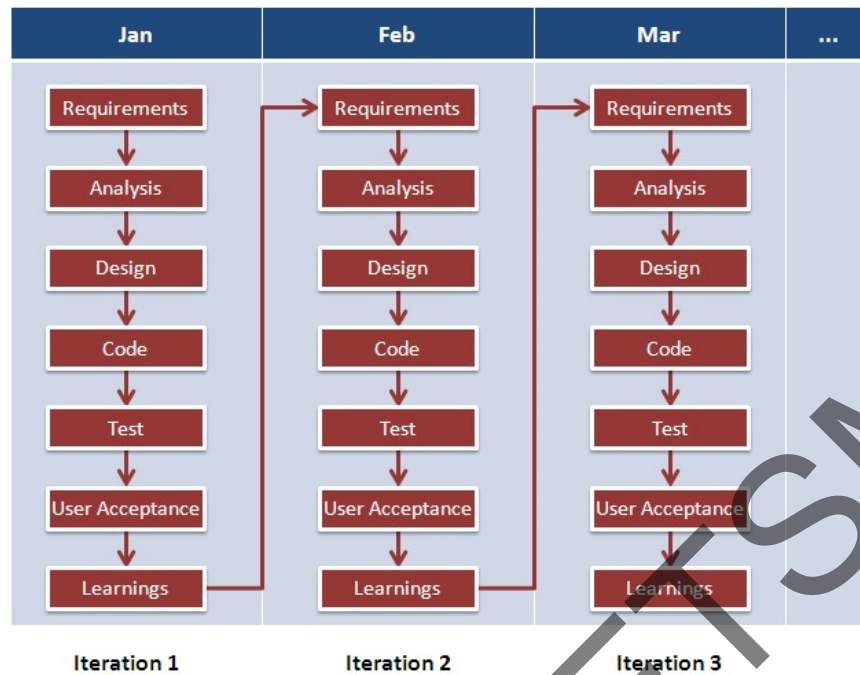 Jan Feb Mar ...
Requirements Requirements Requirements
Analysis Analysis Analysis
Design Design Design
Code Code Code
Test Test Test
User Acceptance User Acceptance User Acceptance
Learnings Learnings Learnings
Iteration 1 Iteration 2 Iteration 3